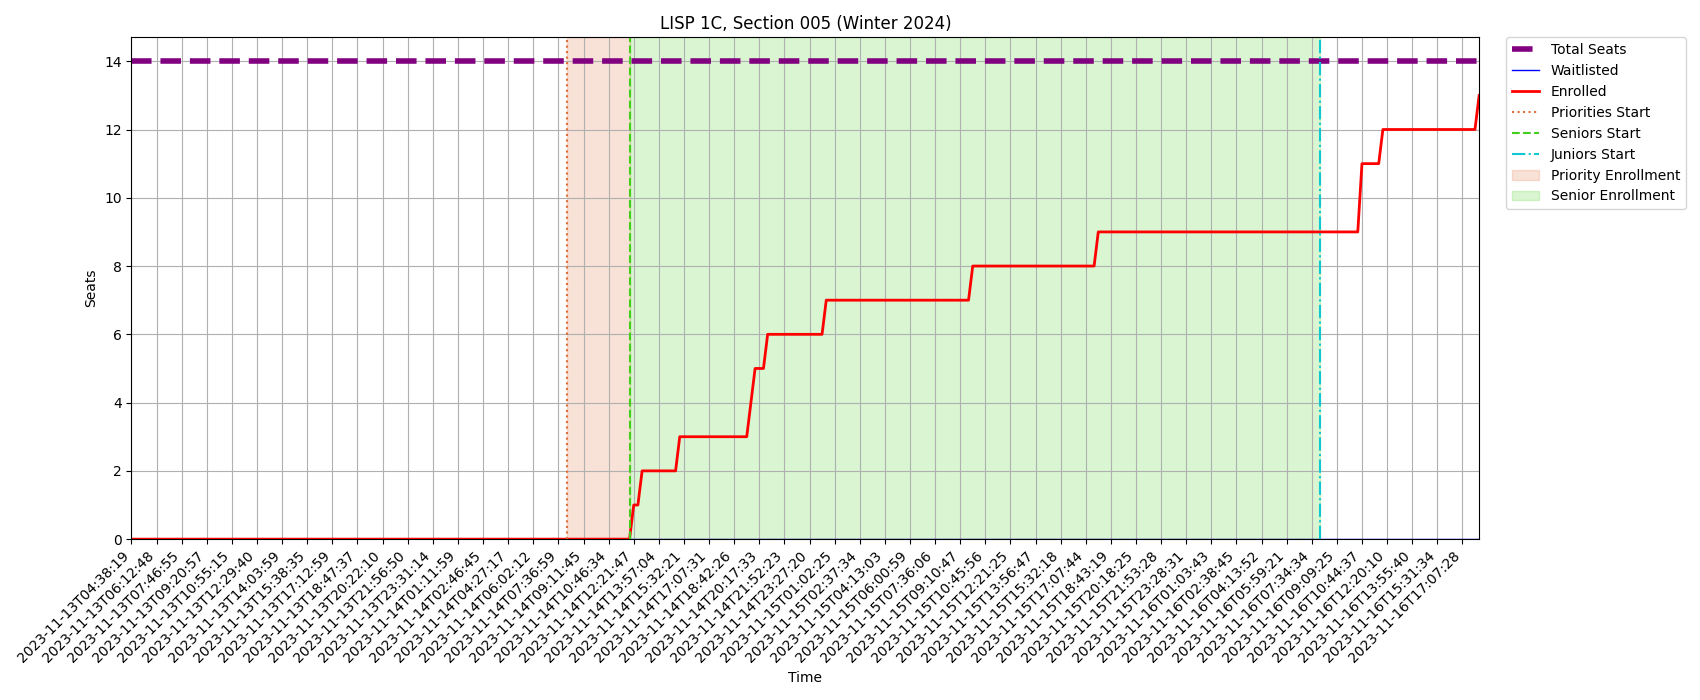 LISP 1C, Section 005 (Winter 2024)
14
12
10
8
6
4
2
0
Seats
Total Seats
Waitlisted
Enrolled
Priorities Start
Seniors Start
Juniors Start
Priority Enrollment
Senior Enrollment
2023-11-13T04:38:19
2023-11-13T06:12:48
2023-11-13T07:46:55
2023-11-13T09:20:57
2023-11-13T10:55:15
2023-11-13T12:29:40
2023-11-13T14:03:59
2023-11-13T15:38:35
2023-11-13T17:12:59
2023-11-13T18:47:37
2023-11-13T20:22:10
2023-11-13T21:56:50
2023-11-13T23:31:14
2023-11-14T01:11:59
2023-11-14T02:46:45
2023-11-14T04:27:17
2023-11-14T06:02:12
2023-11-14T07:36:59
2023-11-14T09:11:45
2023-11-14T10:46:34
2023-11-14T12:21:47
2023-11-14T13:57:04
2023-11-14T15:32:21
2023-11-14T17:07:31
2023-11-14T18:42:26
2023-11-14T20:17:33
2023-11-14T21:52:23
2023-11-14T23:27:20
2023-11-15T01:02:25
2023-11-15T02:37:34
2023-11-15T04:13:03
2023-11-15T06:00:59
2023-11-15T07:36:06
2023-11-15T09:10:47
2023-11-15T10:45:56
2023-11-15T12:21:25
2023-11-15T13:56:47
2023-11-15T15:32:18
2023-11-15T17:07:44
2023-11-15T18:43:19
2023-11-15T20:18:25
2023-11-15T21:53:28
2023-11-15T23:28:31
2023-11-16T01:03:43
2023-11-16T02:38:45
2023-11-16T04:13:52
2023-11-16T05:59:21
2023-11-16T07:34:34
2023-11-16T09:09:25
2023-11-16T10:44:37
2023-11-16T12:20:10
2023-11-16T13:55:40
2023-11-16T15:31:34
2023-11-16T17:07:28
Time